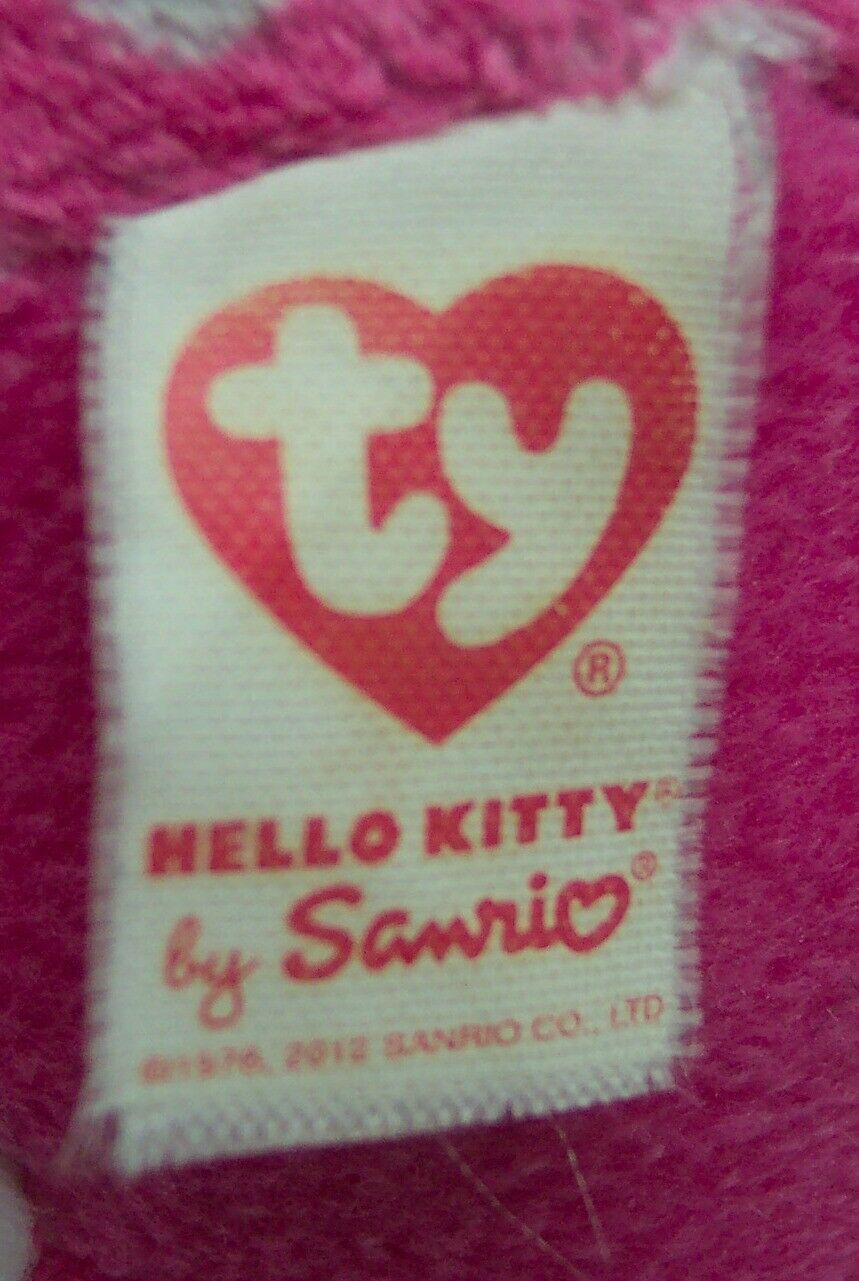 ty
®
HELLO KITTY®
by Sanrio®
©1976, 2012 SANRIO CO., LTD